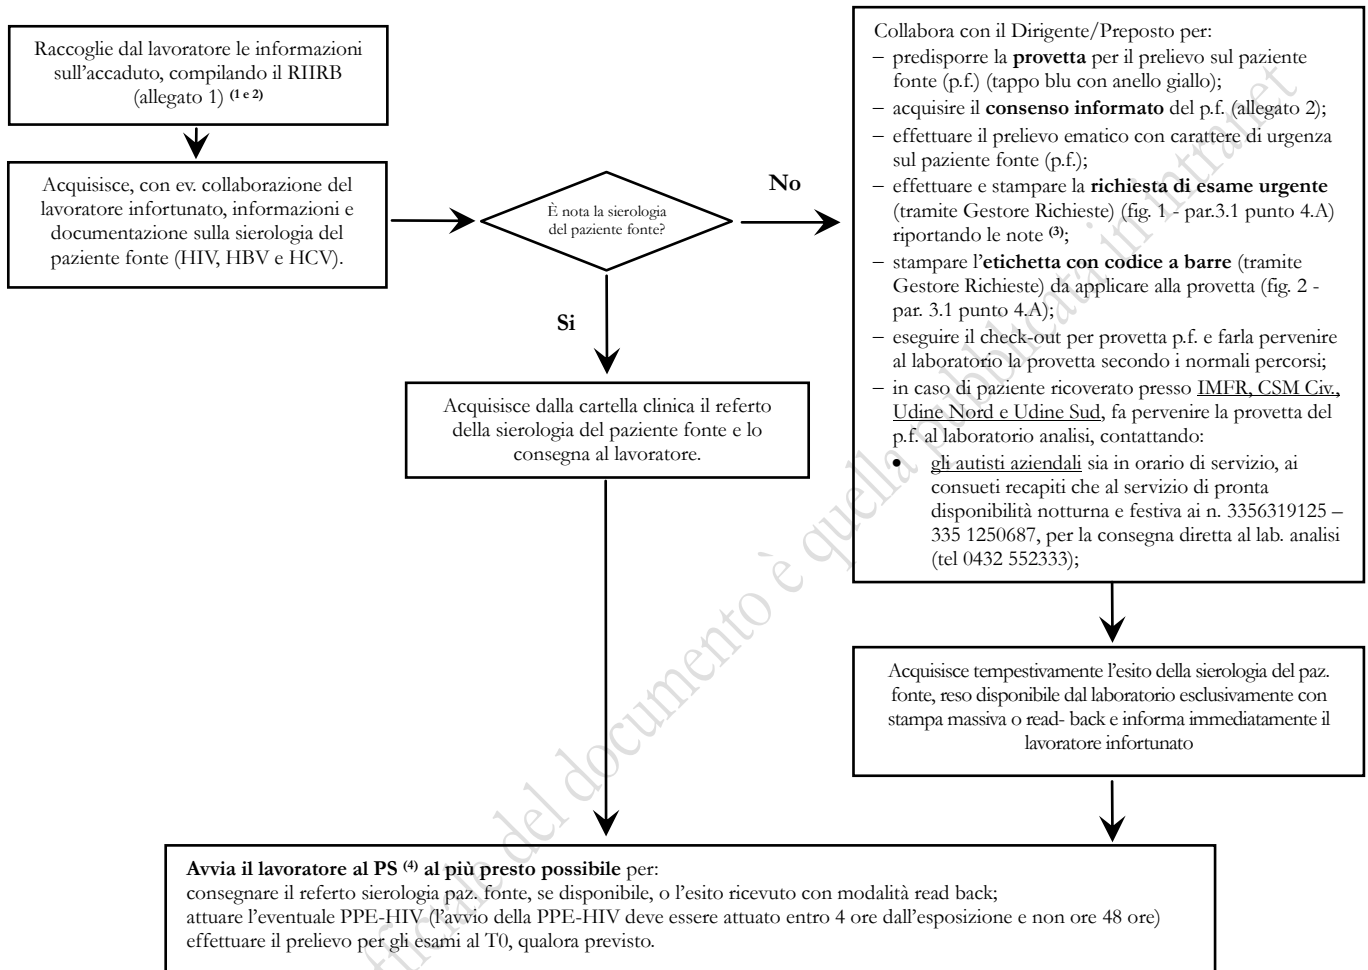 Raccoglie dal lavoratore le informazioni
sull'accaduto, compilando il RIIRB
(allegato 1) (1 e 2)
Acquisisce, con ev. collaborazione del
lavoratore infortunato, informazioni e
documentazione sulla sierologia del
paziente fonte (HIV, HBV e HCV).
È nota la sierologia
del paziente fonte?
No
Si
Collabora con il Dirigente/Preposto per:
– predisporre la provetta per il prelievo sul paziente
fonte (p.f.) (tappo blu con anello giallo);
– acquisire il consenso informato del p.f. (allegato 2);
– effettuare il prelievo ematico con carattere di urgenza
sul paziente fonte (p.f.);
– effettuare e stampare la richiesta di esame urgente
(tramite Gestore Richieste) (fig. 1 - par.3.1 punto 4.A)
riportando le note (3);
– stampare l'etichetta con codice a barre (tramite
Gestore Richieste) da applicare alla provetta (fig. 2 -
par. 3.1 punto 4.A);
– eseguire il check-out per provetta p.f. e farla pervenire
al laboratorio la provetta secondo i normali percorsi;
– in caso di paziente ricoverato presso IMFR, CSM Civ.,
Udine Nord e Udine Sud, fa pervenire la provetta del
p.f. al laboratorio analisi, contattando:
• gli autisti aziendali sia in orario di servizio, ai
consueti recapiti che al servizio di pronta
disponibilità notturna e festiva ai n. 3356319125 –
335 1250687, per la consegna diretta al lab. analisi
(tel 0432 552333);
Acquisisce dalla cartella clinica il referto
della sierologia del paziente fonte e lo
consegna al lavoratore.
Acquisisce tempestivamente l'esito della sierologia del paz.
fonte, reso disponibile dal laboratorio esclusivamente con
stampa massiva o read- back e informa immediatamente il
lavoratore infortunato
Avvia il lavoratore al PS (4) al più presto possibile per:
consegnare il referto sierologia paz. fonte, se disponibile, o l'esito ricevuto con modalità read back;
attuare l'eventuale PPE-HIV (l'avvio della PPE-HIV deve essere attuato entro 4 ore dall'esposizione e non ore 48 ore)
effettuare il prelievo per gli esami al T0, qualora previsto.
del documento è quella pubblicata in intranet